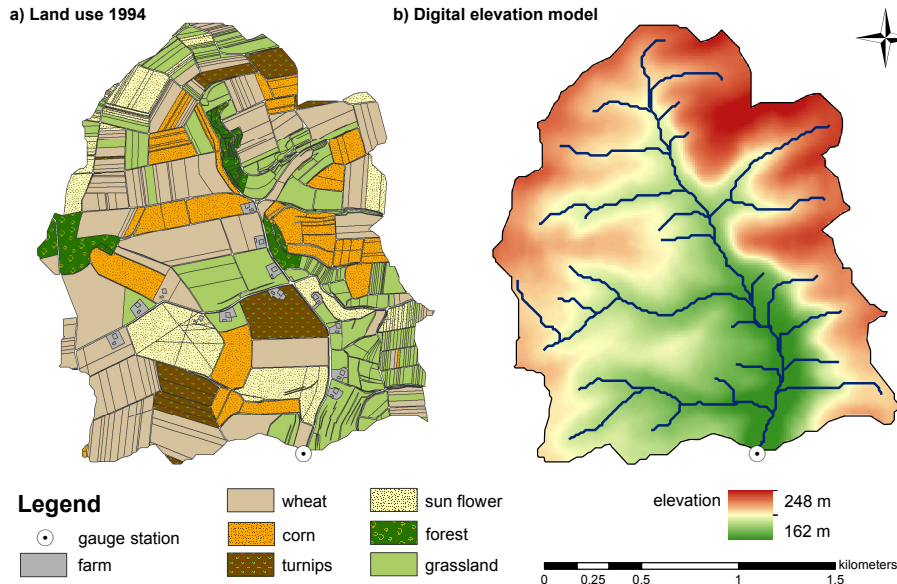 a) Land use 1994
b) Digital elevation model
Legend
gauge station
farm
wheat
corn
turnips
sun flower
forest
grassland
elevation
248 m
162 m
kilometers
0 0.25 0.5 1 1.5